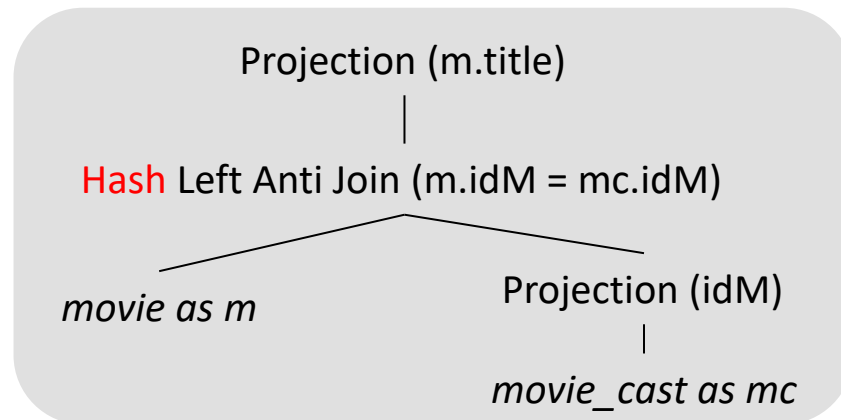 Projection (m.title)
Hash Left Anti Join (m.idM = mc.idM)
movie as m
Projection (idM)
movie_cast as mc